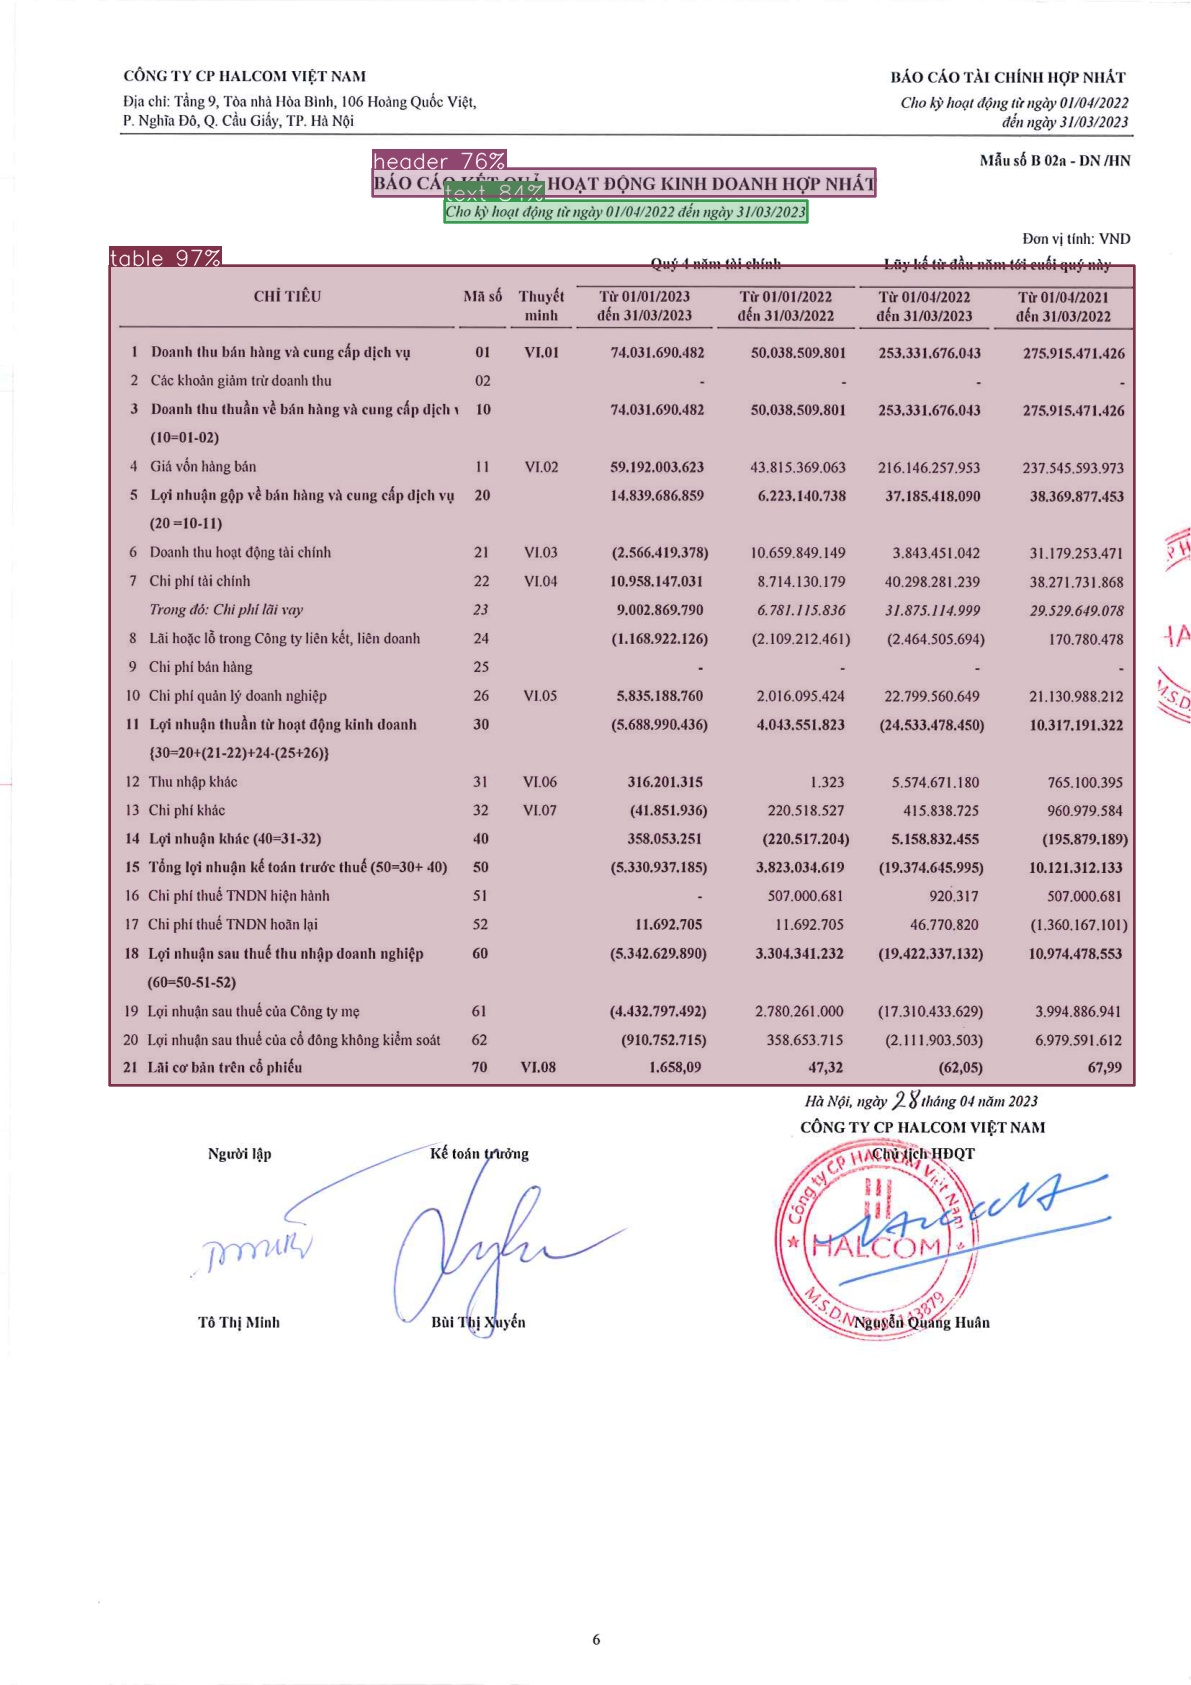 CÔNG TY CP HALCOM VIỆT NAM
BÁO CÁO TÀI CHÍNH HỢP NHẤT
Địa chỉ: Tầng 9, Tòa nhà Hòa Bình, 106 Hoàng Quốc Việt,
Cho kỳ hoạt động từ ngày 01/04/2022
P. Nghĩa Đô, Q. Cầu Giấy, TP. Hà Nội
đến ngày 31/03/2023
Mẫu số B 02a - DN /HN
header 76%
BÁO CÁO KẾT QUẢ HOẠT ĐỘNG KINH DOANH HỢP NHẤT
text 84%
Cho kỳ hoạt động từ ngày 01/04/2022 đến ngày 31/03/2023
Đơn vị tính: VND
table 97%
Quý 4 năm tài chính Lũy kế từ đầu năm tới cuối quý này
CHỈ TIÊU Mã số Thuyết minh Từ 01/01/2023 đến 31/03/2023 Từ 01/01/2022 đến 31/03/2022 Từ 01/04/2022 đến 31/03/2023 Từ 01/04/2021 đến 31/03/2022
1 Doanh thu bán hàng và cung cấp dịch vụ 01 VI.01 74.031.690.482 50.038.509.801 253.331.676.043 275.915.471.426
2 Các khoản giảm trừ doanh thu 02 - - - -
3 Doanh thu thuần về bán hàng và cung cấp dịch v 10 74.031.690.482 50.038.509.801 253.331.676.043 275.915.471.426
(10=01-02)
4 Giá vốn hàng bán 11 VI.02 59.192.003.623 43.815.369.063 216.146.257.953 237.545.593.973
5 Lợi nhuận gộp về bán hàng và cung cấp dịch vụ 20 14.839.686.859 6.223.140.738 37.185.418.090 38.369.877.453
(20 =10-11)
6 Doanh thu hoạt động tài chính 21 VI.03 (2.566.419.378) 10.659.849.149 3.843.451.042 31.179.253.471
7 Chi phí tài chính 22 VI.04 10.958.147.031 8.714.130.179 40.298.281.239 38.271.731.868
Trong đó: Chi phí lãi vay 23 9.002.869.790 6.781.115.836 31.875.114.999 29.529.649.078
8 Lãi hoặc lỗ trong Công ty liên kết, liên doanh 24 (1.168.922.126) (2.109.212.461) (2.464.505.694) 170.780.478
9 Chi phí bán hàng 25 - - - -
10 Chi phí quản lý doanh nghiệp 26 VI.05 5.835.188.760 2.016.095.424 22.799.560.649 21.130.988.212
11 Lợi nhuận thuần từ hoạt động kinh doanh 30 (5.688.990.436) 4.043.551.823 (24.533.478.450) 10.317.191.322
{30=20+(21-22)+24-(25+26)}
12 Thu nhập khác 31 VI.06 316.201.315 1.323 5.574.671.180 765.100.395
13 Chi phí khác 32 VI.07 (41.851.936) 220.518.527 415.838.725 960.979.584
14 Lợi nhuận khác (40=31-32) 40 358.053.251 (220.517.204) 5.158.832.455 (195.879.189)
15 Tổng lợi nhuận kế toán trước thuế (50=30+ 40) 50 (5.330.937.185) 3.823.034.619 (19.374.645.995) 10.121.312.133
16 Chi phí thuế TNDN hiện hành 51 - 507.000.681 920.317 507.000.681
17 Chi phí thuế TNDN hoãn lại 52 11.692.705 11.692.705 46.770.820 (1.360.167.101)
18 Lợi nhuận sau thuế thu nhập doanh nghiệp 60 (5.342.629.890) 3.304.341.232 (19.422.337.132) 10.974.478.553
(60=50-51-52)
19 Lợi nhuận sau thuế của Công ty mẹ 61 (4.432.797.492) 2.780.261.000 (17.310.433.629) 3.994.886.941
20 Lợi nhuận sau thuế của cổ đông không kiểm soát 62 (910.752.715) 358.653.715 (2.111.903.503) 6.979.591.612
21 Lãi cơ bản trên cổ phiếu 70 VI.08 1.658,09 47,32 (62,05) 67,99
Hà Nội, ngày 28 tháng 04 năm 2023
CÔNG TY CP HALCOM VIỆT NAM
Người lập Kế toán trưởng Chủ tịch HĐQT
Công ty CP HALCOM Việt Nam
HALCOM
Tô Thị Minh Bùi Thị Xuyến Nguyễn Quang Huân
6